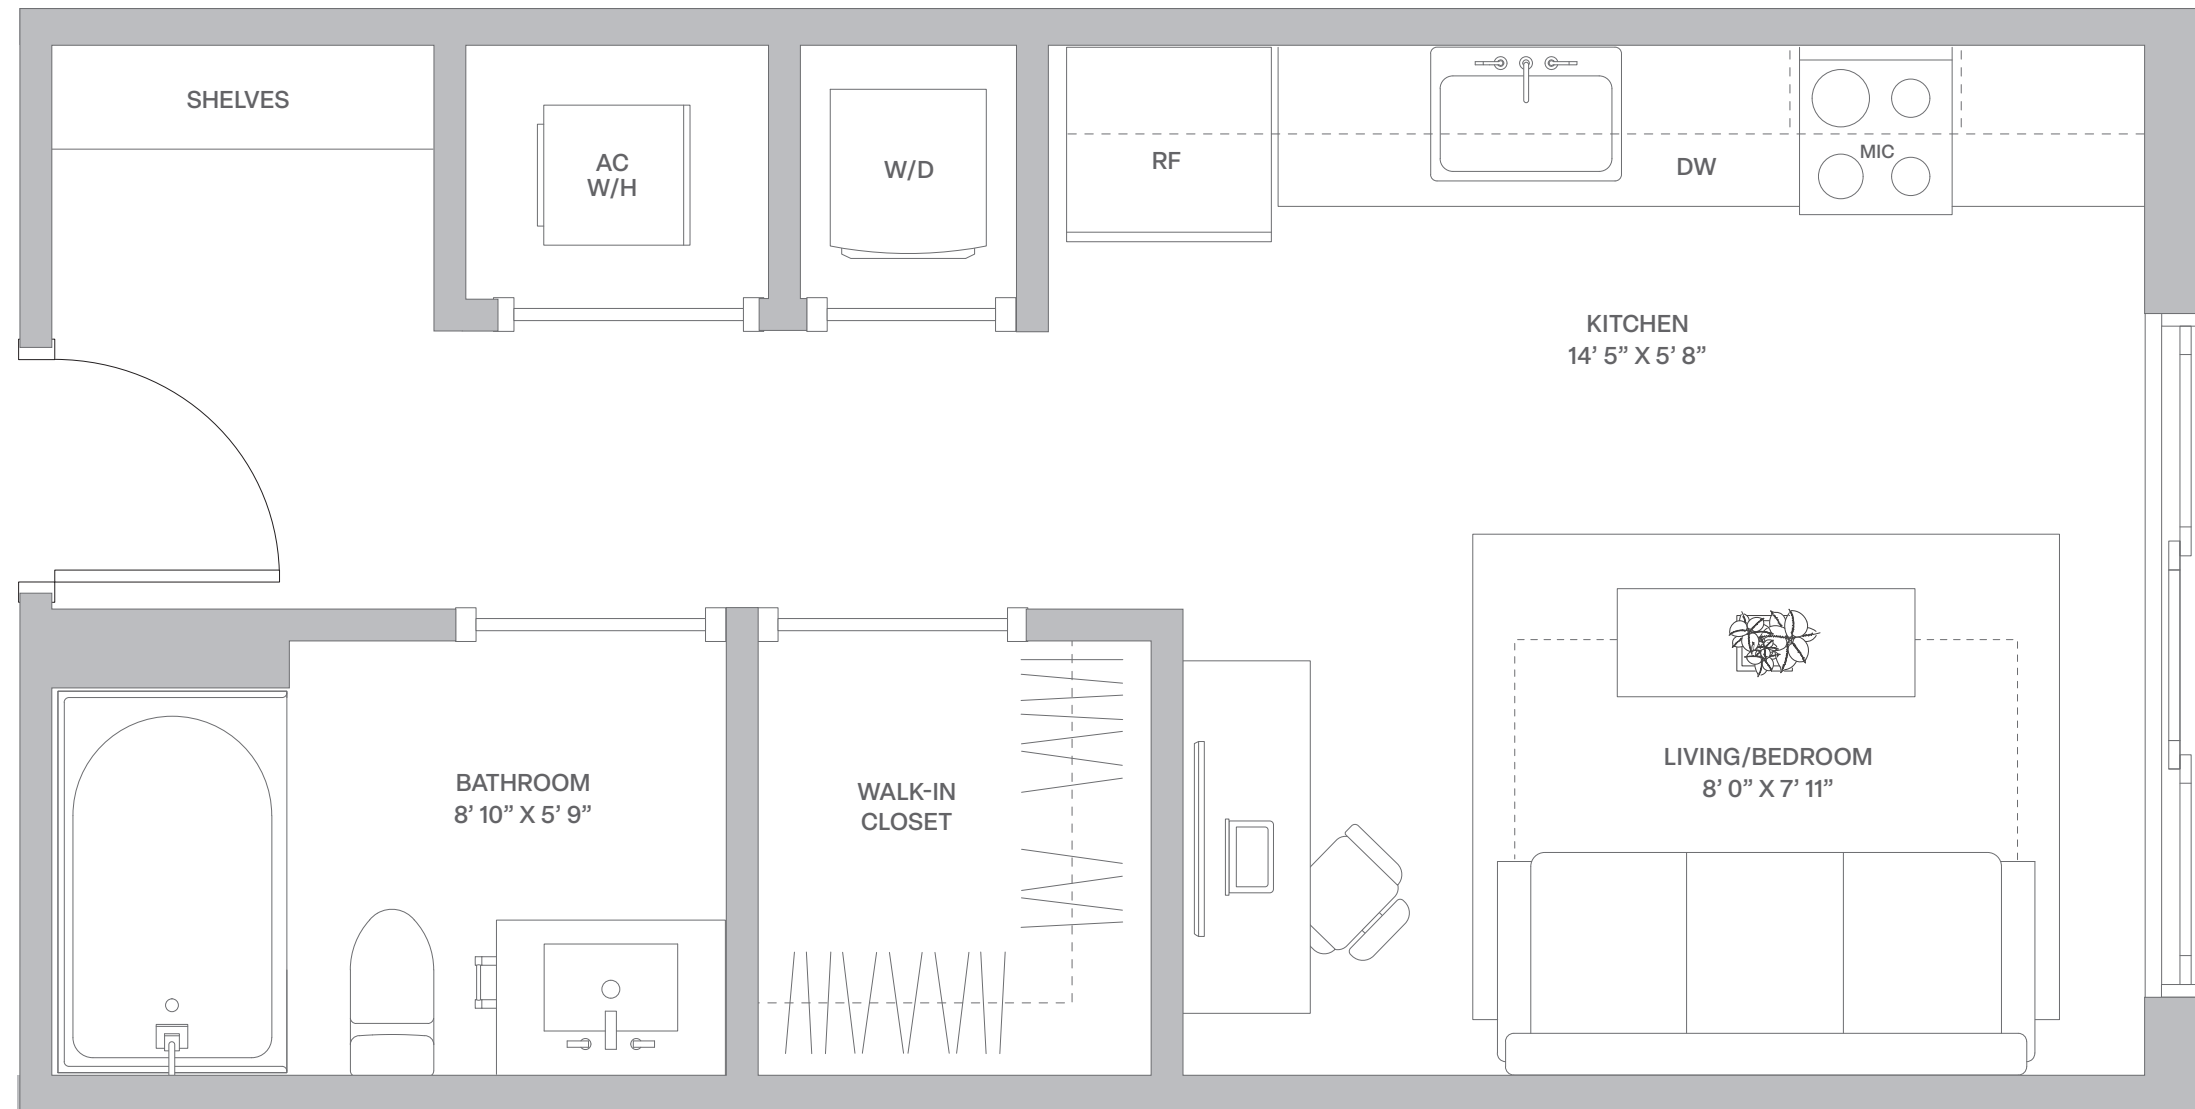 SHELVES
AC
W/H
W/D
RF
DW
MIC
KITCHEN
14’ 5” X 5’ 8”
BATHROOM
8’ 10” X 5’ 9”
WALK-IN
CLOSET
LIVING/BEDROOM
8’ 0” X 7’ 11”